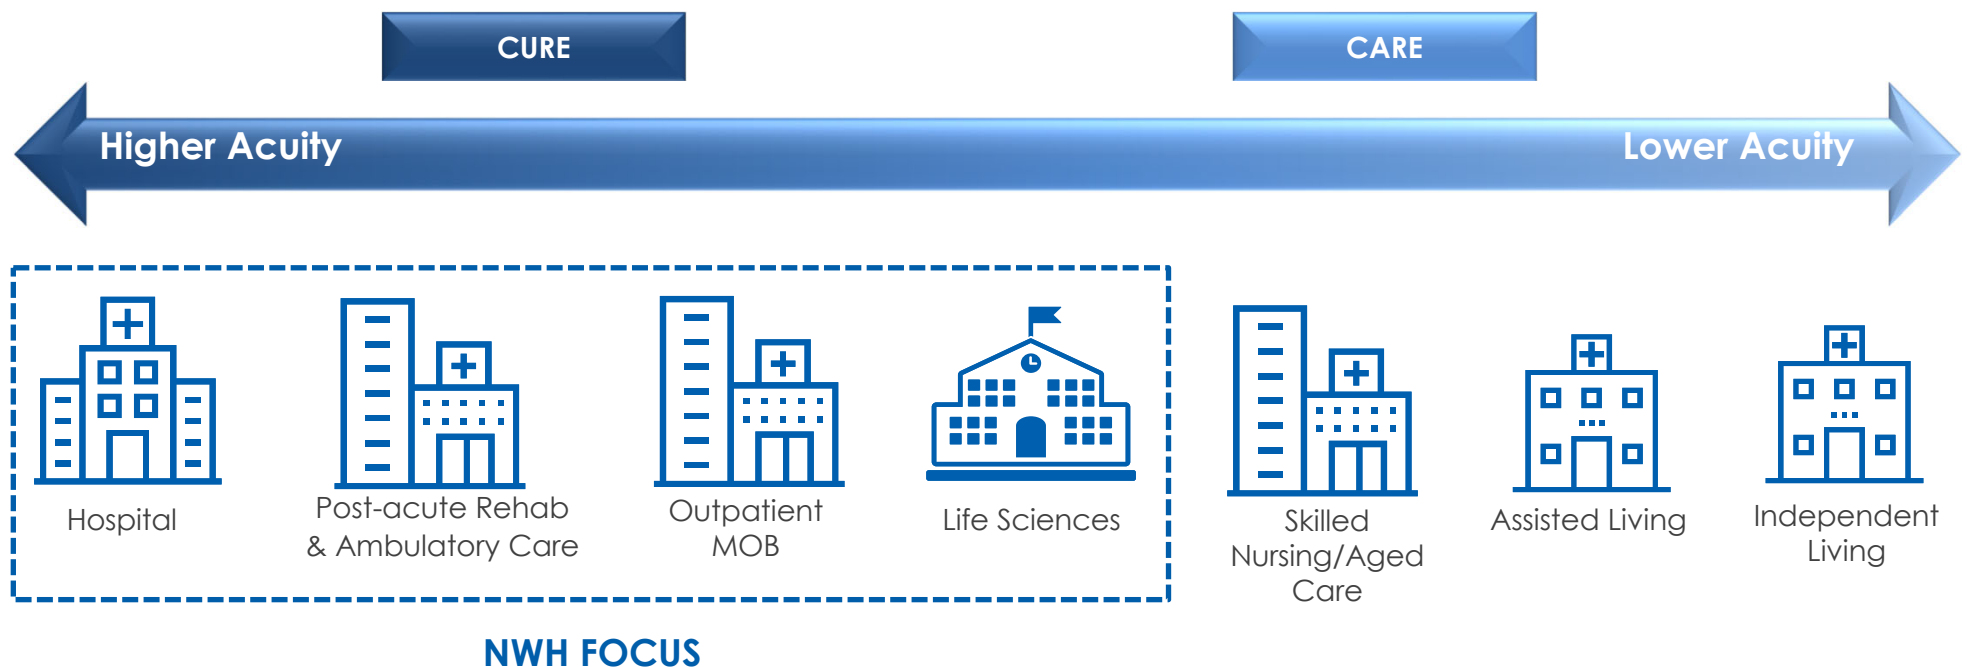 CURE
CARE
Higher Acuity
Lower Acuity
Hospital
Post-acute Rehab
& Ambulatory Care
Outpatient
MOB
Life Sciences
Skilled
Nursing/Aged
Care
Assisted Living
Independent
Living
NWH FOCUS